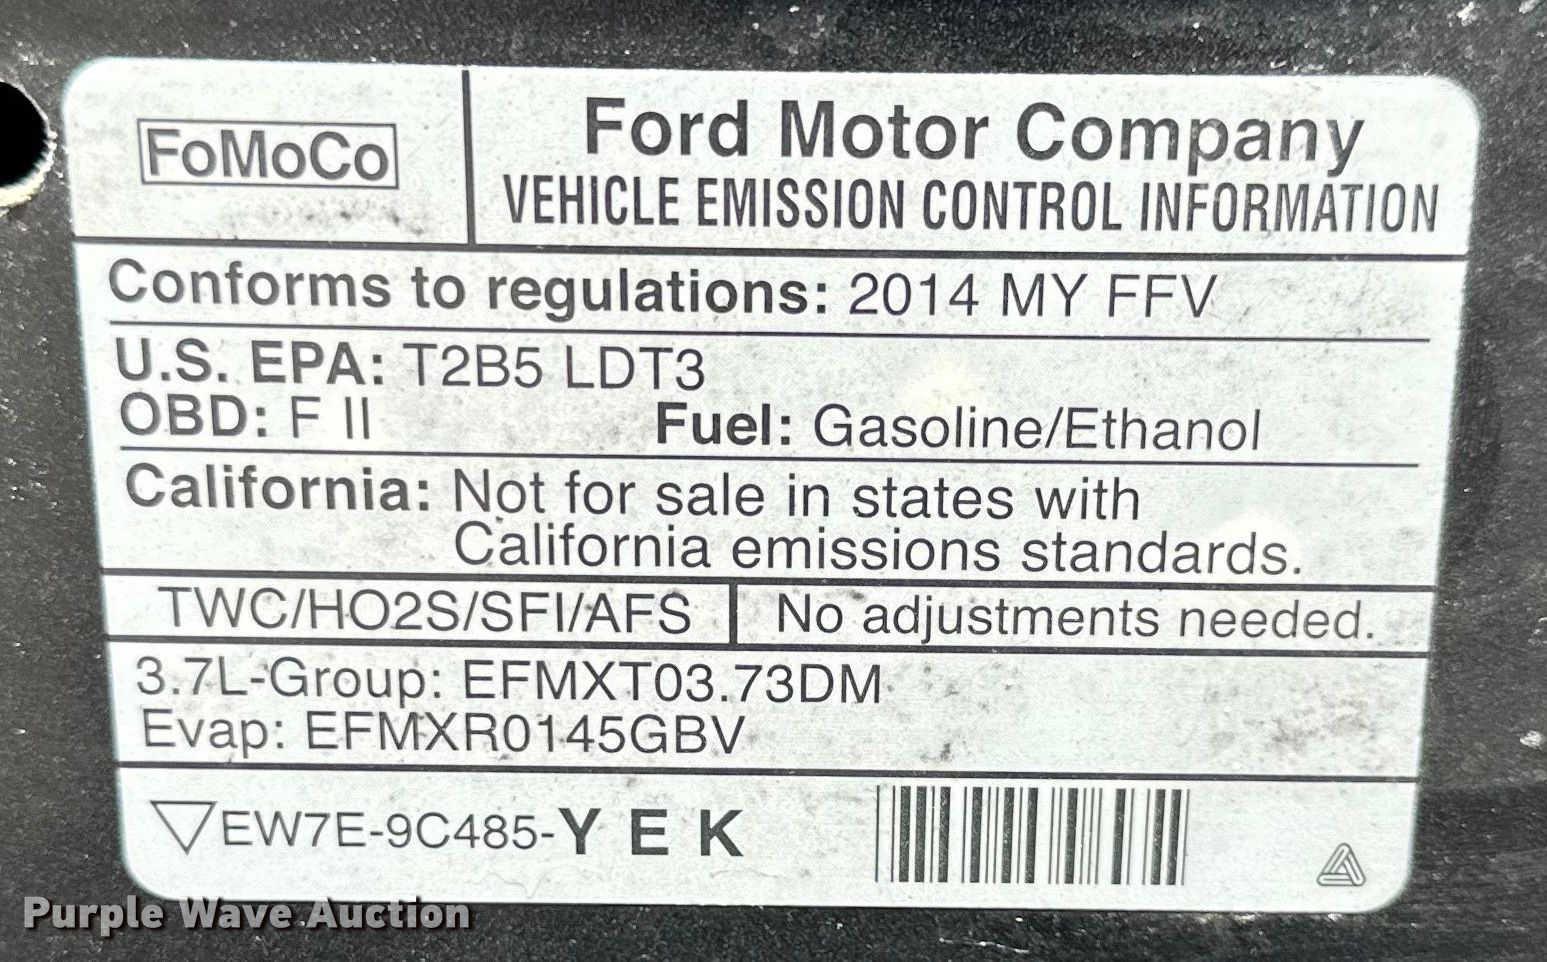 FoMoCo
Ford Motor Company
VEHICLE EMISSION CONTROL INFORMATION
Conforms to regulations: 2014 MY FFV
U.S. EPA: T2B5 LDT3
OBD: F II Fuel: Gasoline/Ethanol
California: Not for sale in states with
California emissions standards.
TWC/HO2S/SFI/AFS No adjustments needed.
3.7L-Group: EFMXT03.73DM
Evap: EFMXR0145GBV
EW7E-9C485-Y E K
Purple Wave Auction